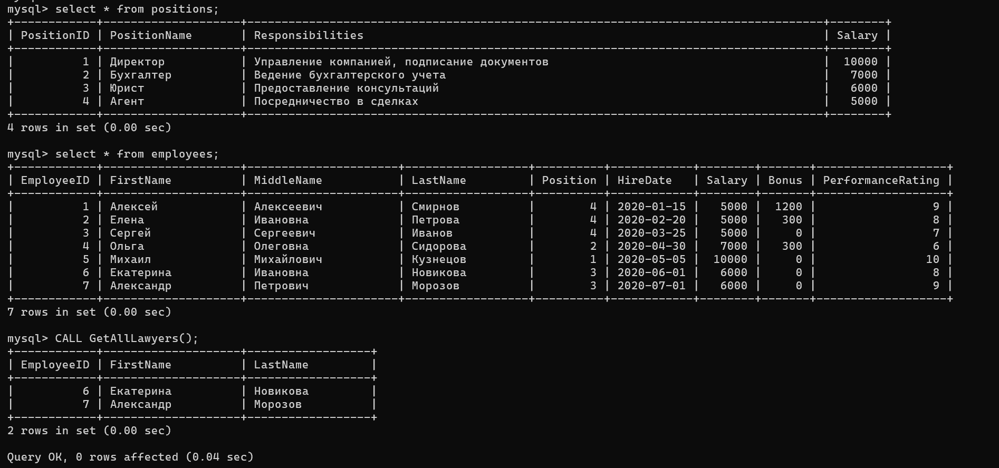 mysql> select * from positions;
+------------+--------------------+------------------------------------------------------------------------------------+--------+
| PositionID | PositionName       | Responsibilities                                                                   | Salary |
+------------+--------------------+------------------------------------------------------------------------------------+--------+
|          1 | Директор           | Управление компанией, подписание документов                                        |  10000 |
|          2 | Бухгалтер          | Ведение бухгалтерского учета                                                       |   7000 |
|          3 | Юрист              | Предоставление консультаций                                                        |   6000 |
|          4 | Агент              | Посредничество в сделках                                                           |   5000 |
+------------+--------------------+------------------------------------------------------------------------------------+--------+
4 rows in set (0.00 sec)

mysql> select * from employees;
+------------+--------------------+----------------------+------------------+----------+------------+--------+-------+-------------------+
| EmployeeID | FirstName          | MiddleName           | LastName         | Position | HireDate   | Salary | Bonus | PerformanceRating |
+------------+--------------------+----------------------+------------------+----------+------------+--------+-------+-------------------+
|          1 | Алексей            | Алексеевич           | Смирнов          |        4 | 2020-01-15 |   5000 |  1200 |                 9 |
|          2 | Елена              | Ивановна             | Петрова          |        4 | 2020-02-20 |   5000 |   300 |                 8 |
|          3 | Сергей             | Сергеевич            | Иванов           |        4 | 2020-03-25 |   5000 |     0 |                 7 |
|          4 | Ольга              | Олеговна             | Сидорова         |        2 | 2020-04-30 |   7000 |   300 |                 6 |
|          5 | Михаил             | Михайлович           | Кузнецов         |        1 | 2020-05-05 |  10000 |     0 |                10 |
|          6 | Екатерина          | Ивановна             | Новикова         |        3 | 2020-06-01 |   6000 |     0 |                 8 |
|          7 | Александр          | Петрович             | Морозов          |        3 | 2020-07-01 |   6000 |     0 |                 9 |
+------------+--------------------+----------------------+------------------+----------+------------+--------+-------+-------------------+
7 rows in set (0.00 sec)

mysql> CALL GetAllLawyers();
+------------+--------------------+------------------+
| EmployeeID | FirstName          | LastName         |
+------------+--------------------+------------------+
|          6 | Екатерина          | Новикова         |
|          7 | Александр          | Морозов          |
+------------+--------------------+------------------+
2 rows in set (0.00 sec)

Query OK, 0 rows affected (0.04 sec)